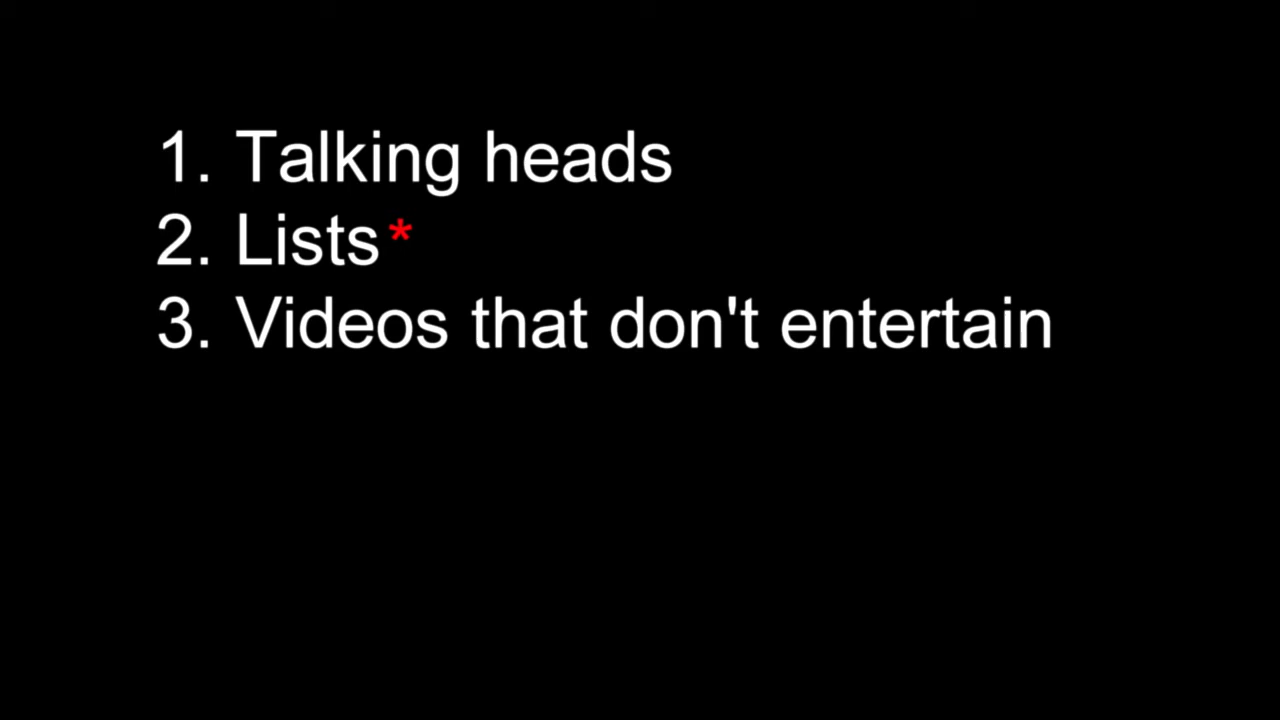 1. Talking heads
2. Lists*
3. Videos that don't entertain